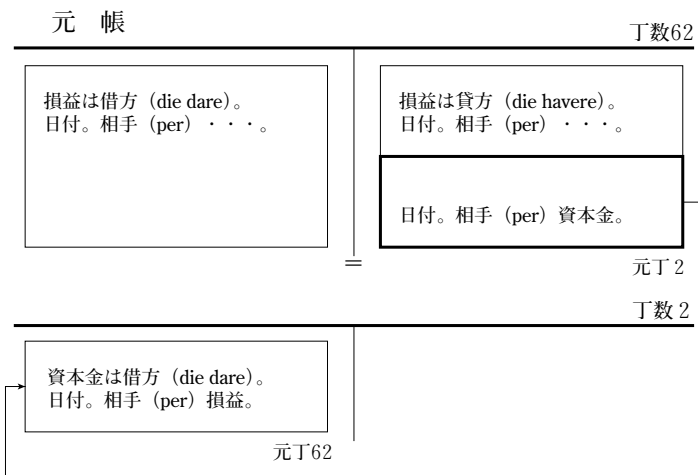 元 帳
丁数62
損益は借方（die dare）。
日付。相手（per）・・・。
損益は貸方（die havere）。
日付。相手（per）・・・。
日付。相手（per）資本金。
＝
元丁2
丁数2
資本金は借方（die dare）。
日付。相手（per）損益。
元丁62